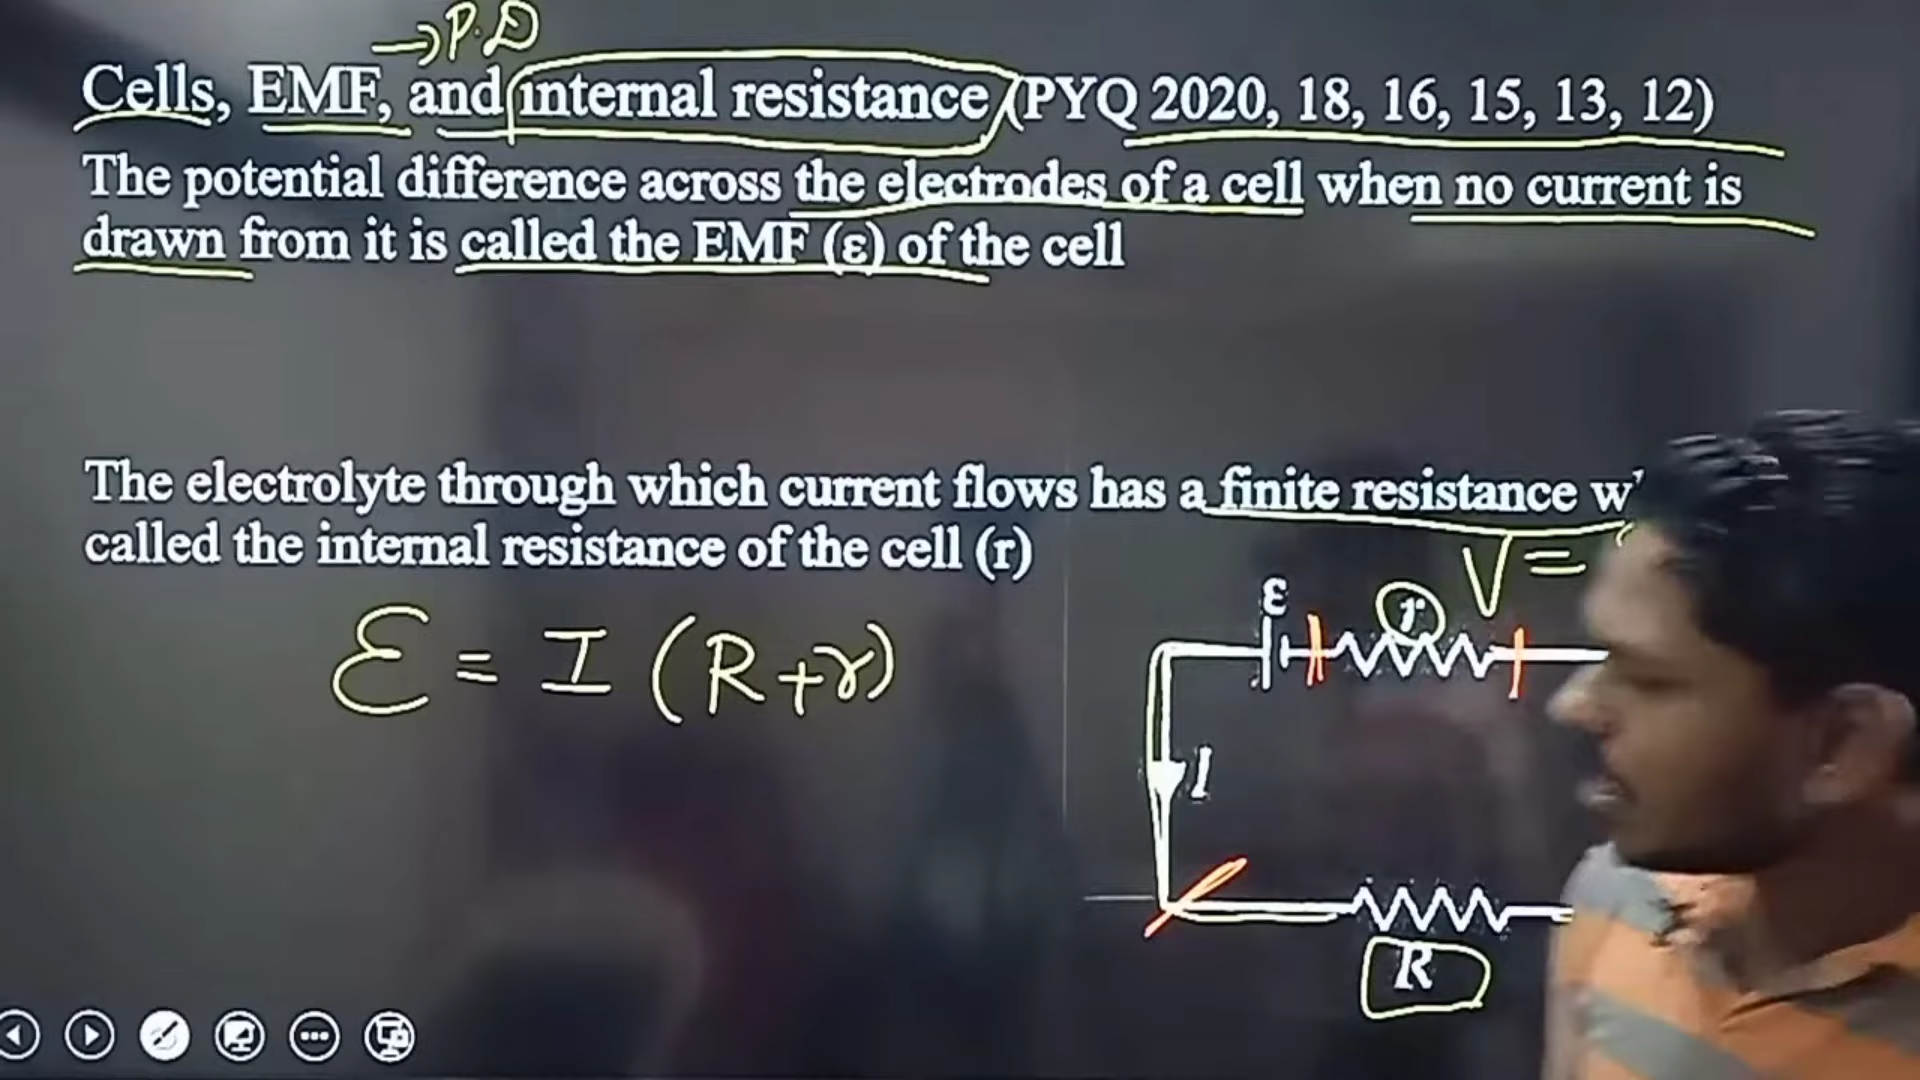 → P.D
Cells, EMF, and internal resistance (PYQ 2020, 18, 16, 15, 13, 12)
The potential difference across the electrodes of a cell when no current is
drawn from it is called the EMF (ε) of the cell
The electrolyte through which current flows has a finite resistance
called the internal resistance of the cell (r)
V =
ε r
ε = I (R+r)
I
R